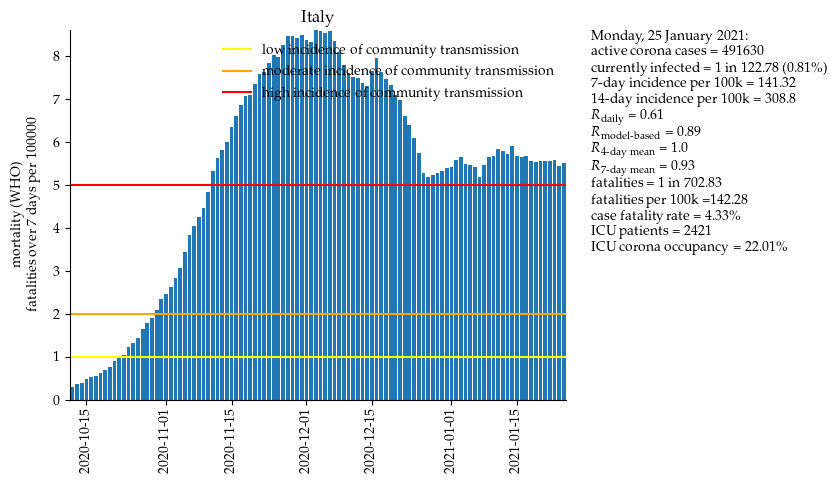 Italy
low incidence of community transmission
moderate incidence of community transmission
high incidence of community transmission
mortality (WHO)
fatalities over 7 days per 100000
8
7
6
5
4
3
2
1
0
2020-10-15
2020-11-01
2020-11-15
2020-12-01
2020-12-15
2021-01-01
2021-01-15
Monday, 25 January 2021:
active corona cases = 491630
currently infected = 1 in 122.78 (0.81%)
7-day incidence per 100k = 141.32
14-day incidence per 100k = 308.8
R daily = 0.61
R model-based = 0.89
R 4-day mean = 1.0
R 7-day mean = 0.93
fatalities = 1 in 702.83
fatalities per 100k =142.28
case fatality rate = 4.33%
ICU patients = 2421
ICU corona occupancy = 22.01%